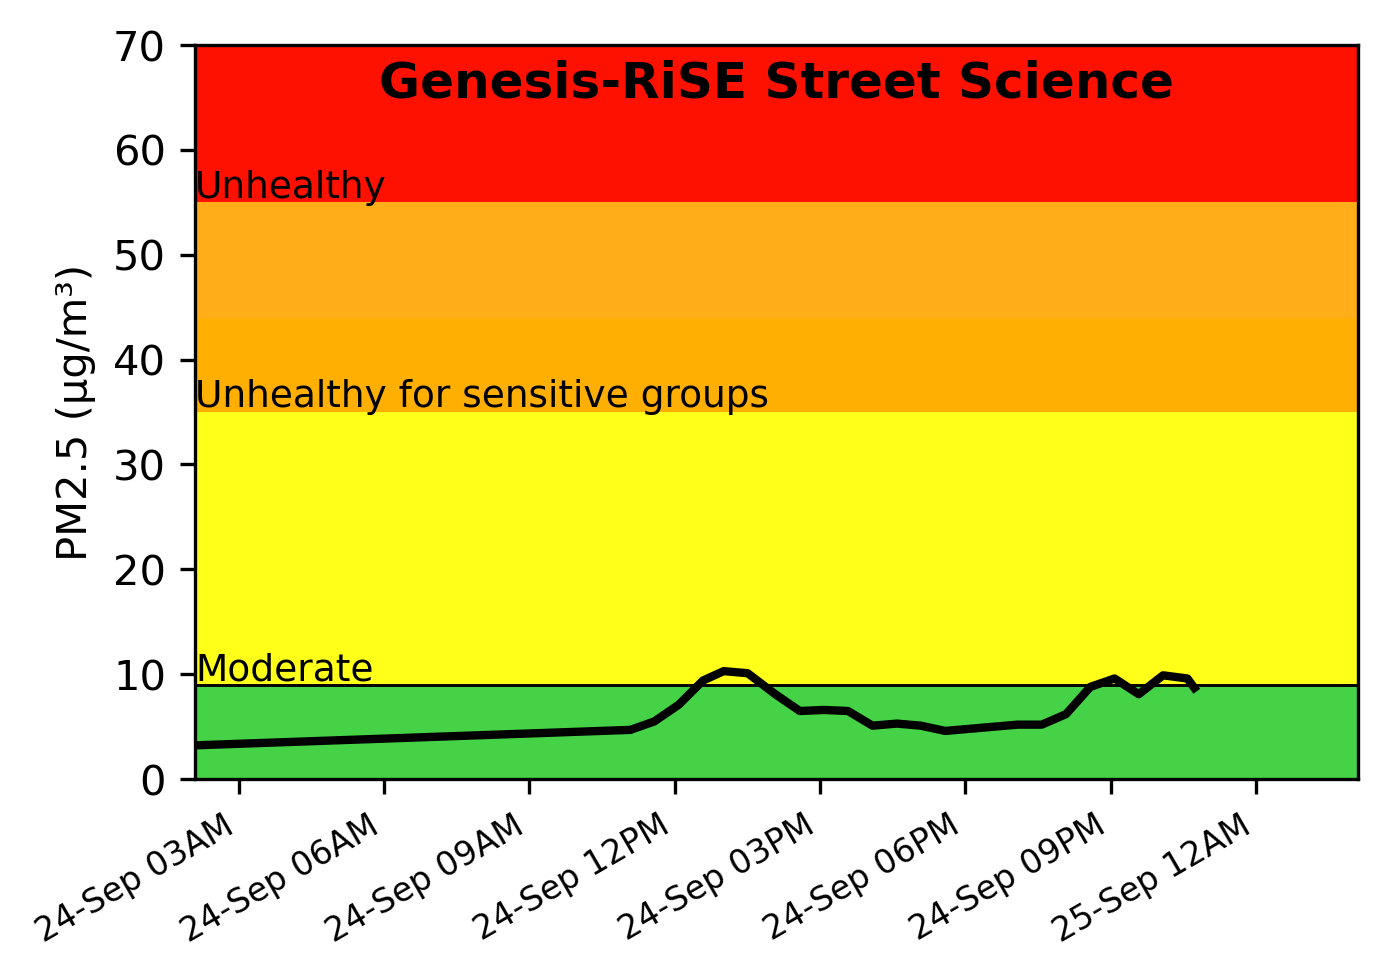 Genesis-RiSE Street Science
70
60
50
40
30
20
10
0
PM2.5 (μg/m³)
Unhealthy
Unhealthy for sensitive groups
Moderate
24-Sep 03AM
24-Sep 06AM
24-Sep 09AM
24-Sep 12PM
24-Sep 03PM
24-Sep 06PM
24-Sep 09PM
25-Sep 12AM